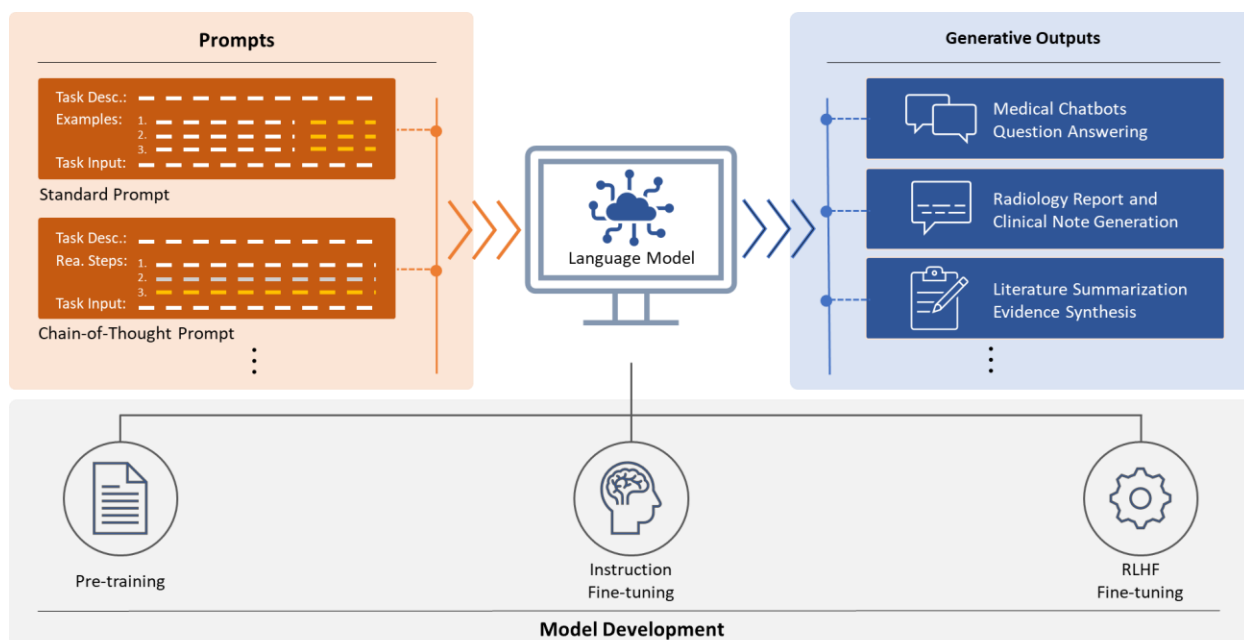 Prompts
Task Desc.:
Examples:
1.
2.
3.
Task Input:
Standard Prompt
Task Desc.:
Rea. Steps:
1.
2.
3.
Task Input:
Chain-of-Thought Prompt
Language Model
Generative Outputs
Medical Chatbots
Question Answering
Radiology Report and
Clinical Note Generation
Literature Summarization
Evidence Synthesis
Pre-training
Instruction
Fine-tuning
RLHF
Fine-tuning
Model Development